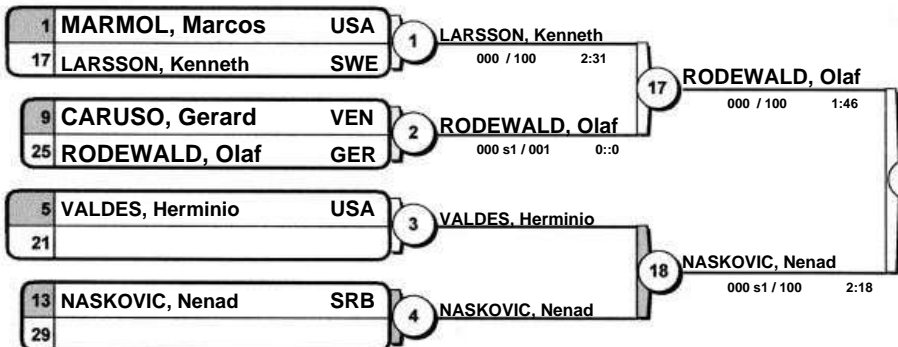 1 MARMOL, Marcos USA
17 LARSSON, Kenneth SWE
1
LARSSON, Kenneth
000 / 100 2:31
9 CARUSO, Gerard VEN
25 RODEWALD, Olaf GER
2
RODEWALD, Olaf
000 s1 / 001 0::0
17
RODEWALD, Olaf
000 / 100 1:46
5 VALDES, Herminio USA
21
3
VALDES, Herminio
13 NASKOVIC, Nenad SRB
29
4
NASKOVIC, Nenad
18
NASKOVIC, Nenad
000 s1 / 100 2:18